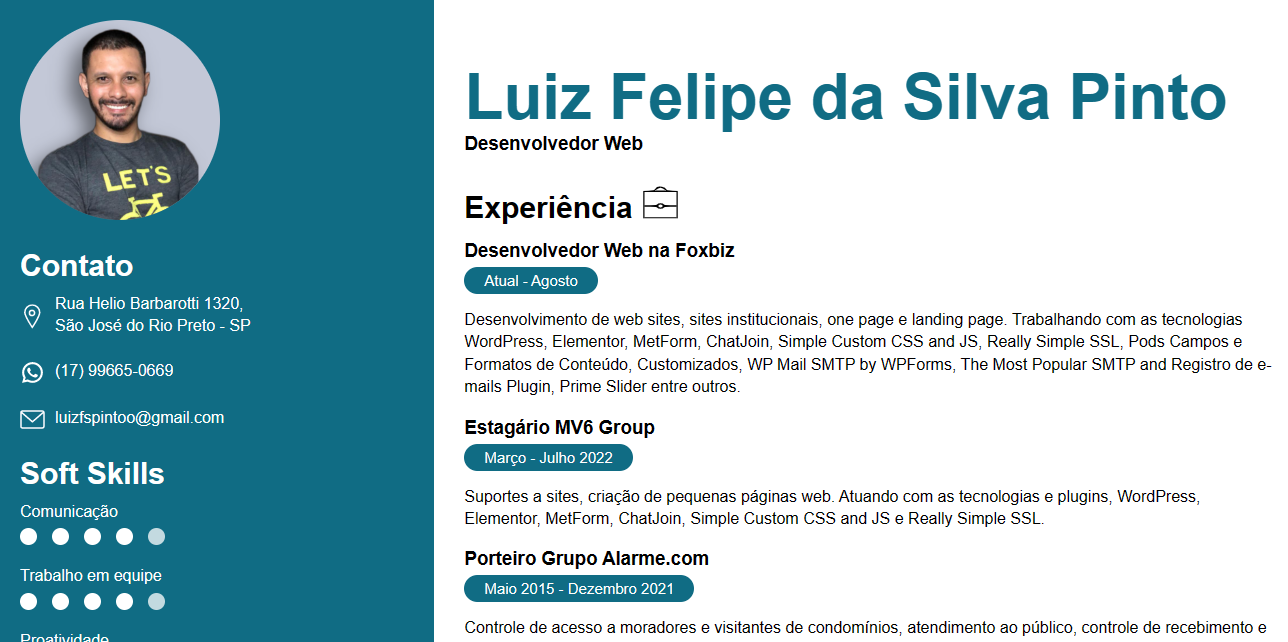 LET'S
Contato
Rua Helio Barbarotti 1320,
São José do Rio Preto - SP
(17) 99665-0669
luizfspintoo@gmail.com
Soft Skills
Comunicação
Trabalho em equipe
Proatividade
Luiz Felipe da Silva Pinto
Desenvolvedor Web
Experiência
Desenvolvedor Web na Foxbiz
Atual - Agosto
Desenvolvimento de web sites, sites institucionais, one page e landing page. Trabalhando com as tecnologias
WordPress, Elementor, MetForm, ChatJoin, Simple Custom CSS and JS, Really Simple SSL, Pods Campos e
Formatos de Conteúdo, Customizados, WP Mail SMTP by WPForms, The Most Popular SMTP and Registro de e-
mails Plugin, Prime Slider entre outros.
Estagário MV6 Group
Março - Julho 2022
Suportes a sites, criação de pequenas páginas web. Atuando com as tecnologias e plugins, WordPress,
Elementor, MetForm, ChatJoin, Simple Custom CSS and JS e Really Simple SSL.
Porteiro Grupo Alarme.com
Maio 2015 - Dezembro 2021
Controle de acesso a moradores e visitantes de condomínios, atendimento ao público, controle de recebimento e